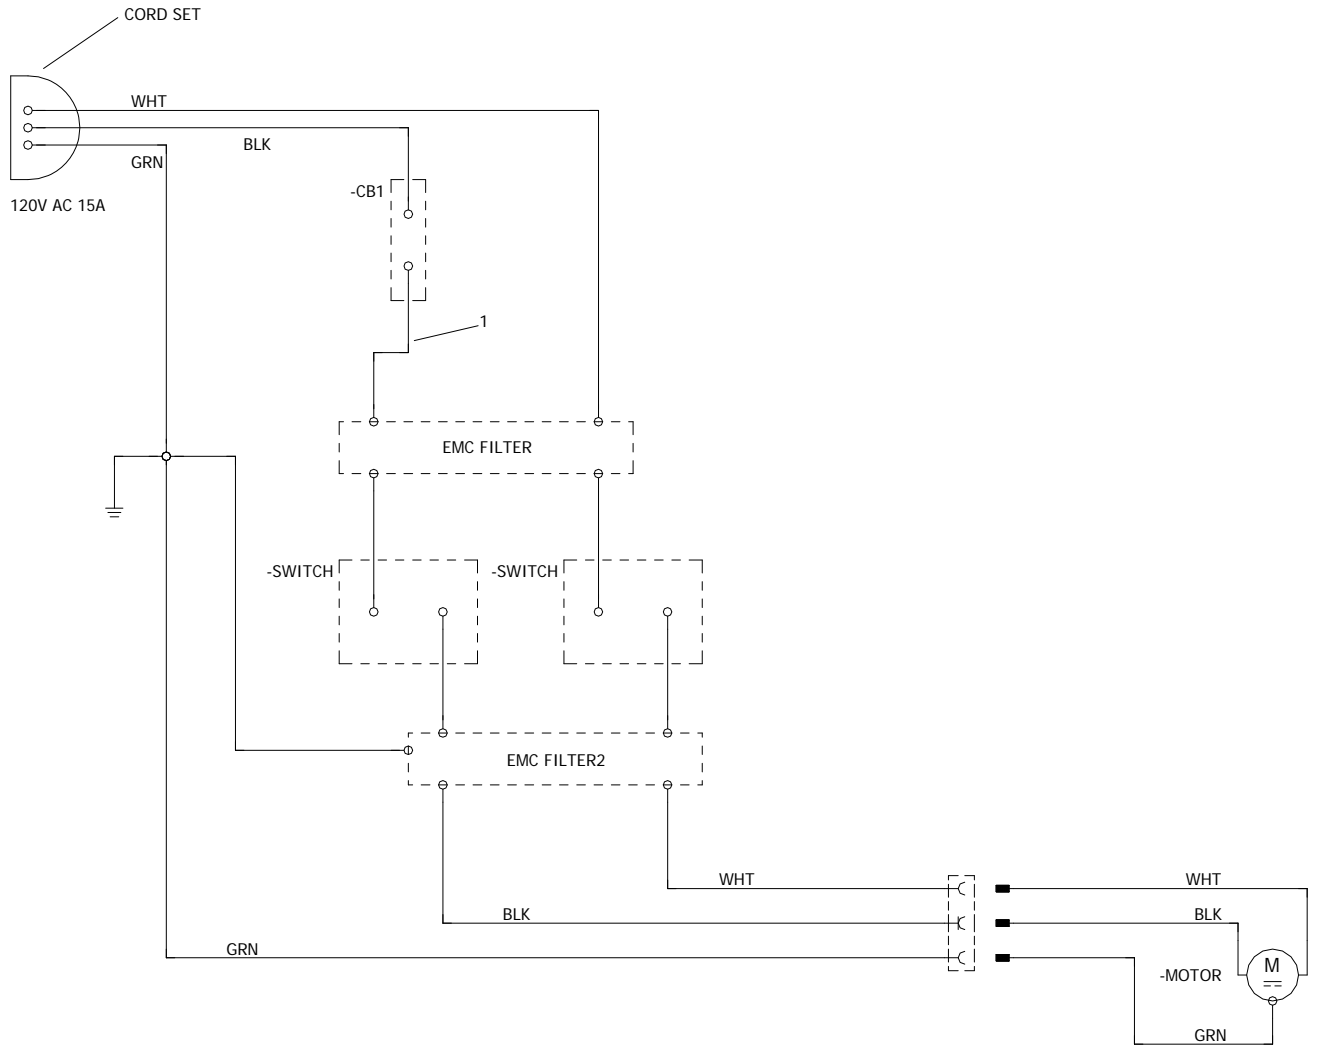 CORD SET
WHT
BLK
GRN
120V AC 15A
-CB1
1
EMC FILTER
-SWITCH
-SWITCH
EMC FILTER2
WHT
WHT
BLK
BLK
GRN
M
-MOTOR
GRN